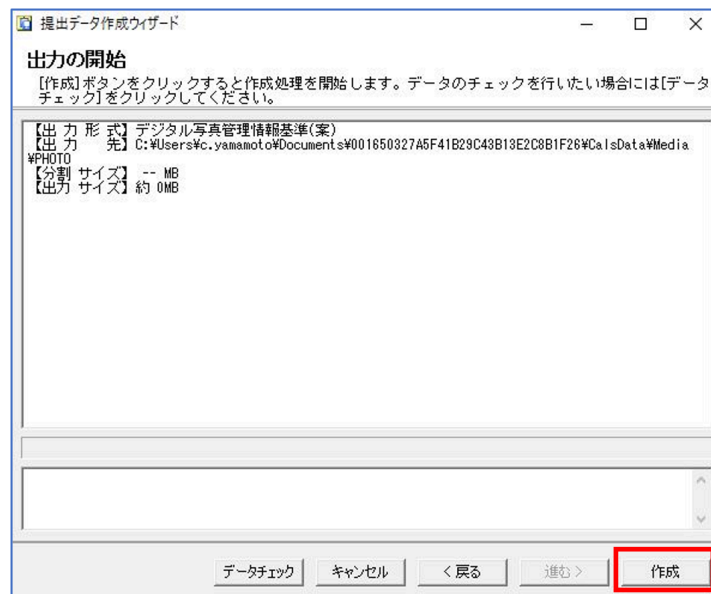 提出データ作成ウィザード
出力の開始
[作成]ボタンをクリックすると作成処理を開始します。データのチェックを行いたい場合には[データ
チェック]をクリックしてください。
【出 力 形 式】デジタル写真管理情報基準(案)
【出 力 先】C:¥Users¥c.yamamoto¥Documents¥001650327A5F41B29C43B13E2C8B1F26¥CalsData¥Media
¥PHOTO
【分割 サイズ】 -- MB
【出力 サイズ】約 0MB
データチェック キャンセル < 戻る 進む > 作成